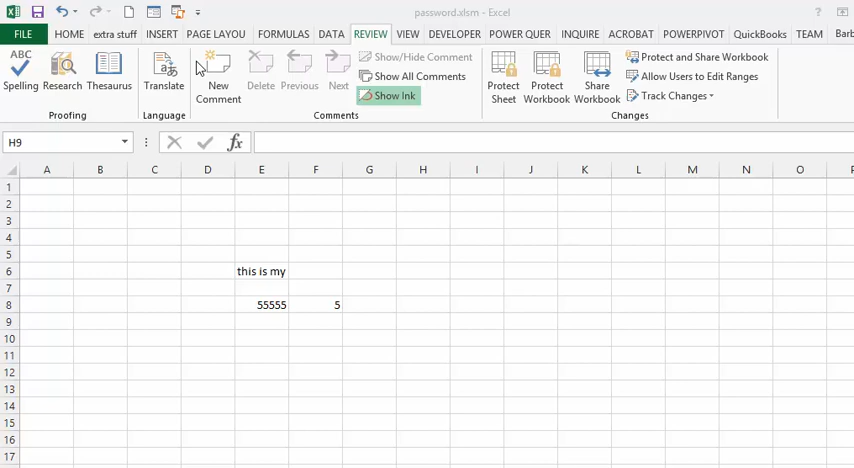 password.xlsm - Excel
?
FILE HOME extra stuff INSERT PAGE LAYOU FORMULAS DATA REVIEW VIEW DEVELOPER POWER QUER INQUIRE ACROBAT POWERPIVOT QuickBooks TEAM Barb
ABC
Spelling Research Thesaurus Translate New Comment Delete Previous Next
Show/Hide Comment
Show All Comments
Show Ink
Protect Sheet Protect Workbook Share Workbook
Protect and Share Workbook
Allow Users to Edit Ranges
Track Changes
Proofing Language Comments Changes
H9 fx
A B C D E F G H I J K L M N O P
1
2
3
4
5
6 this is my
7
8 55555 5
9
10
11
12
13
14
15
16
17